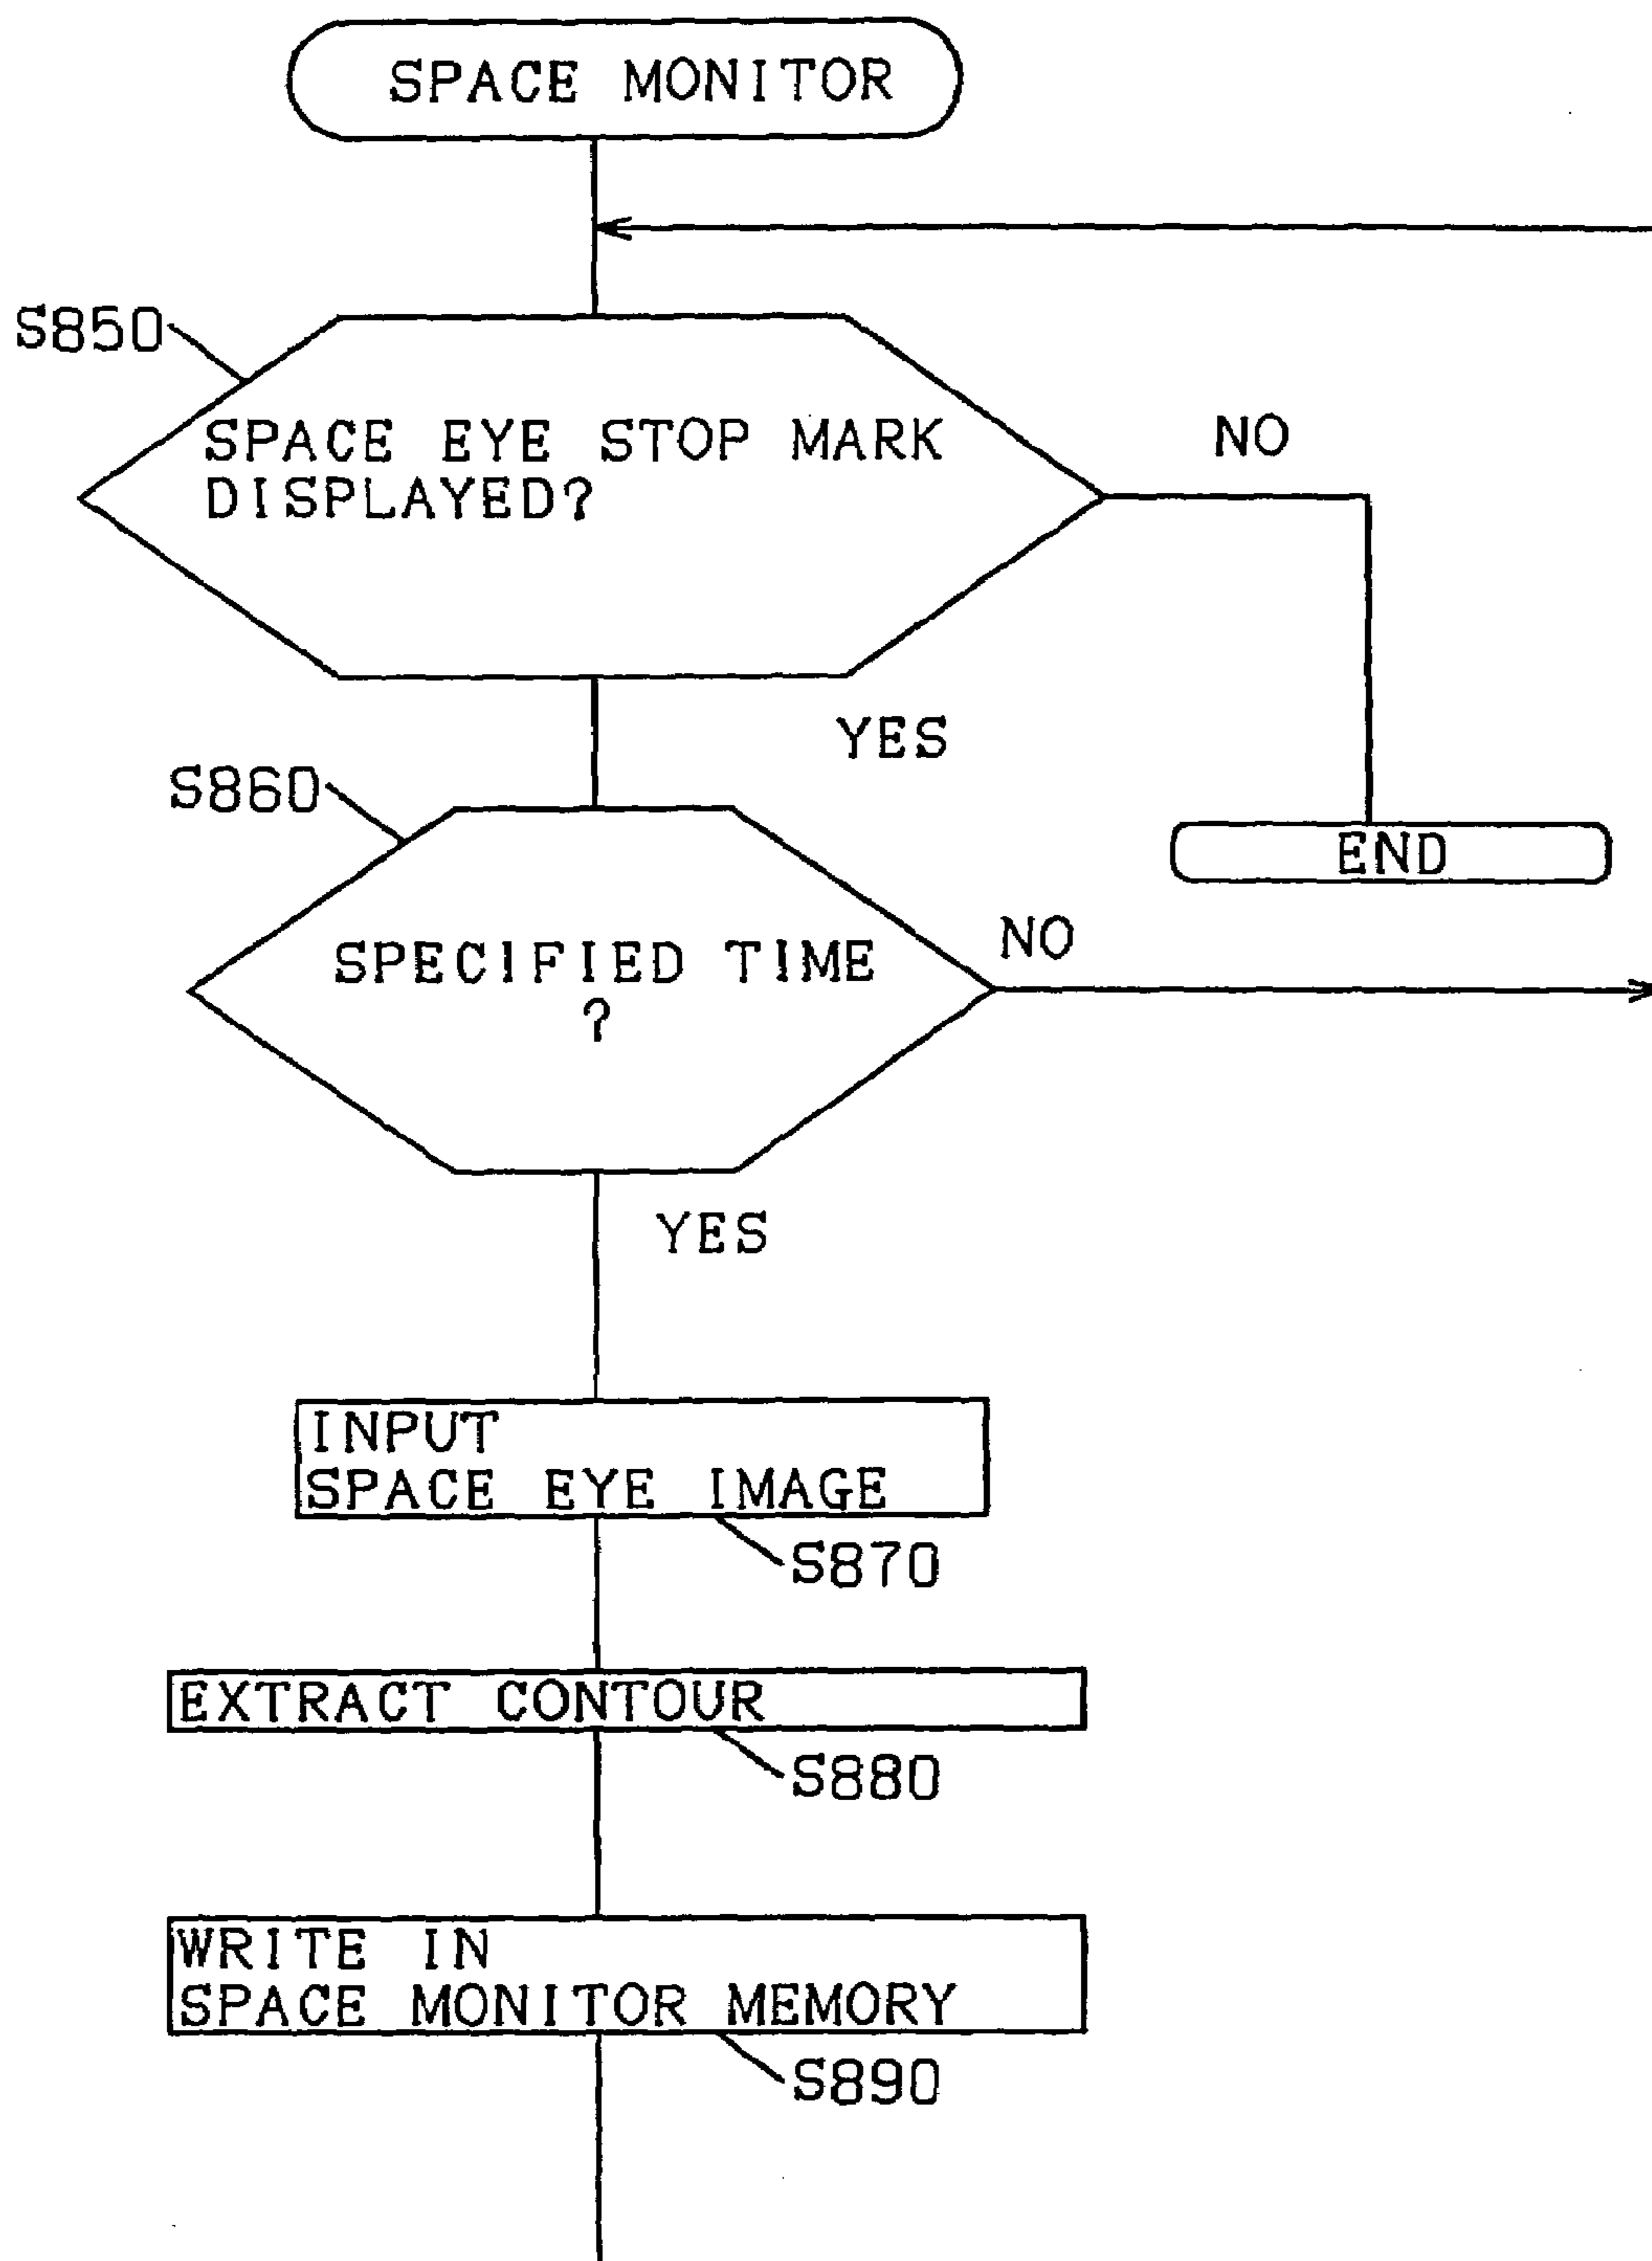 SPACE MONITOR
S850
SPACE EYE STOP MARK
DISPLAYED?
NO
YES
S860
END
SPECIFIED TIME
?
NO
YES
INPUT
SPACE EYE IMAGE
S870
EXTRACT CONTOUR
S880
WRITE IN
SPACE MONITOR MEMORY
S890